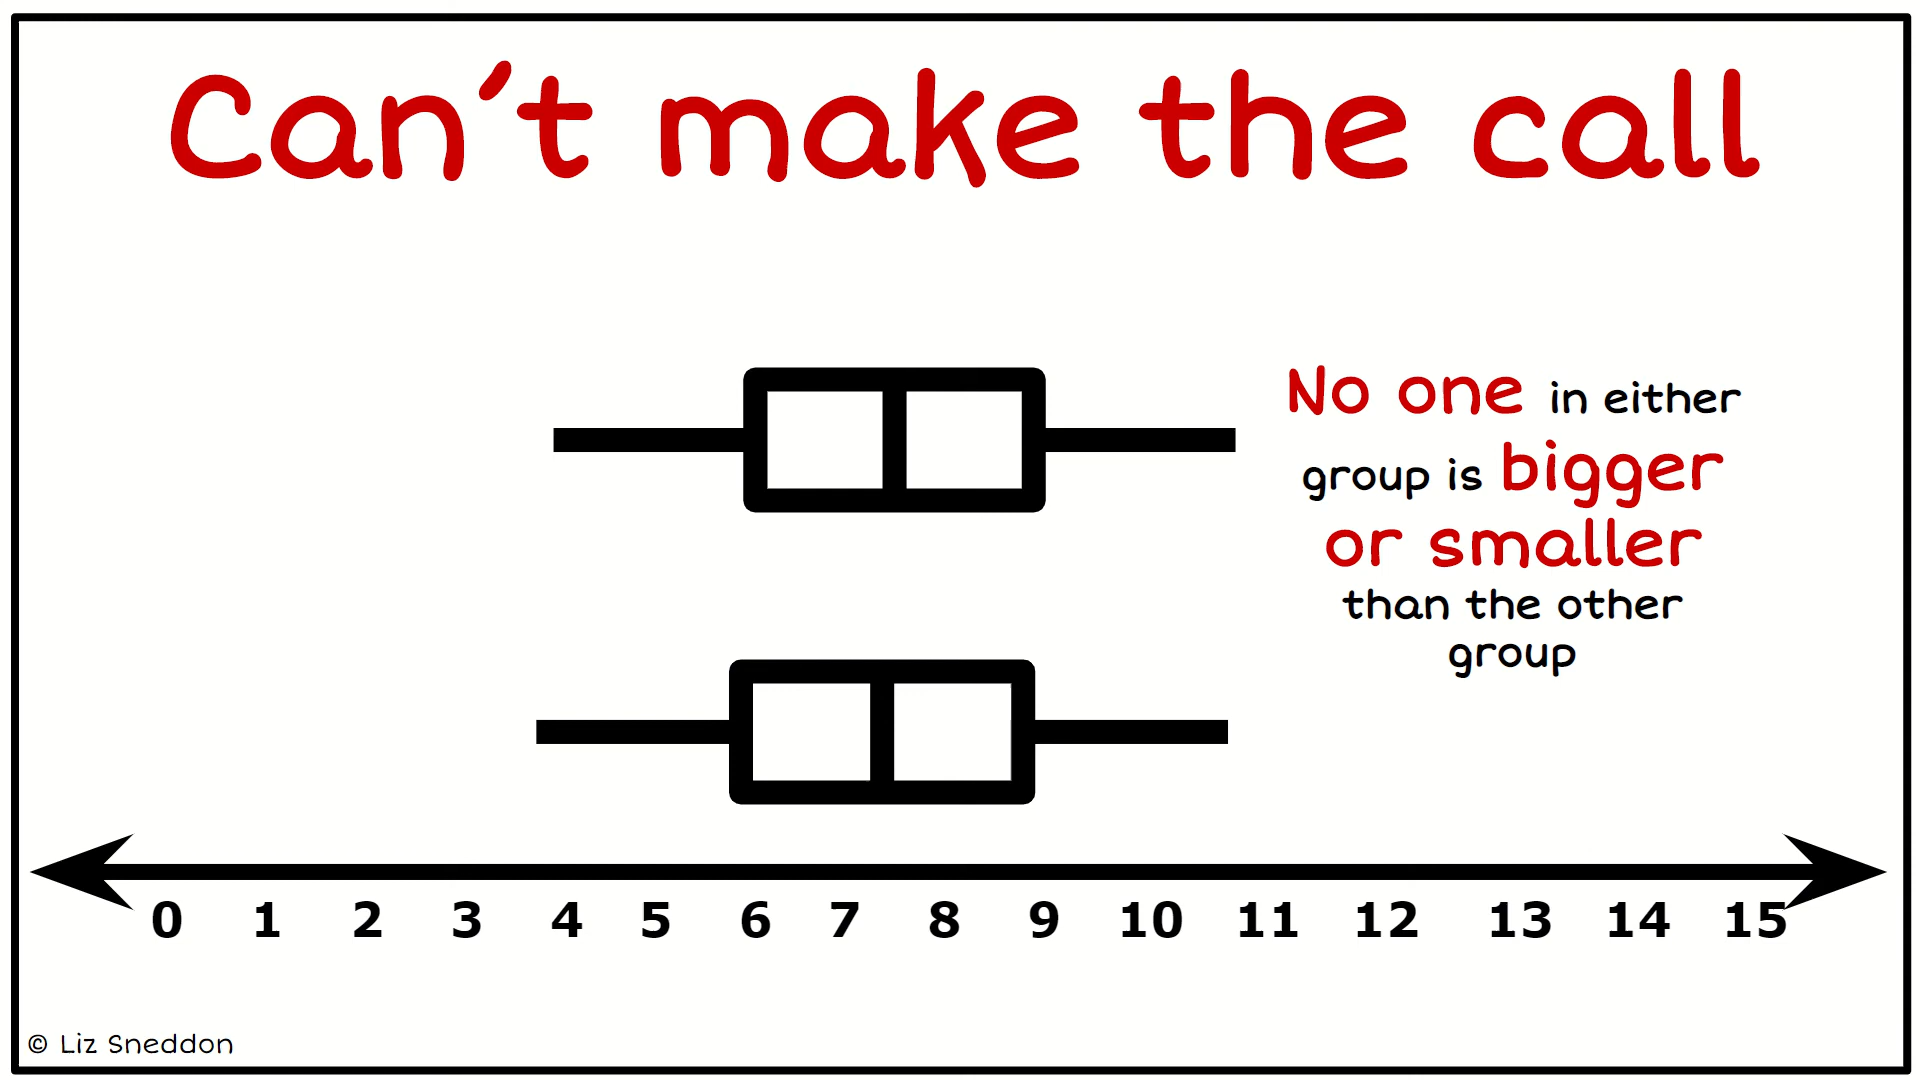 Can't make the call
No one in either
group is bigger
or smaller
than the other
group
0 1 2 3 4 5 6 7 8 9 10 11 12 13 14 15
© Liz Sneddon